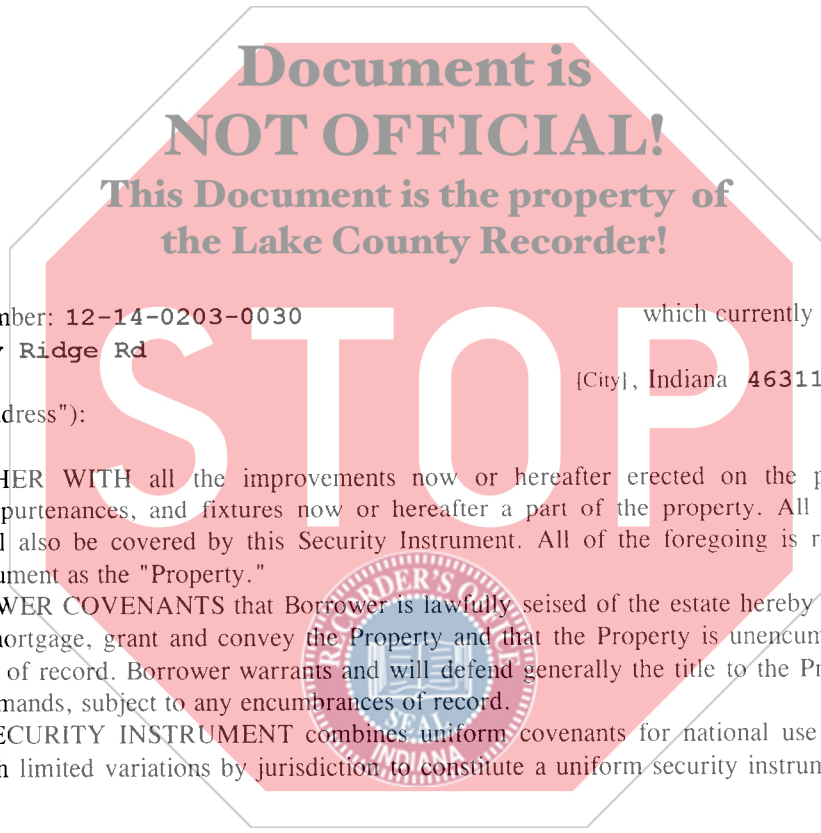 Document is
NOT OFFICIAL!
This Document is the property of
the Lake County Recorder!
STOP
mber: 12-14-0203-0030 which currently
y Ridge Rd
[City], Indiana 46311
dress"):
HER WITH all the improvements now or hereafter erected on the p
purtenances, and fixtures now or hereafter a part of the property. All
l also be covered by this Security Instrument. All of the foregoing is r
ument as the "Property."
WER COVENANTS that Borrower is lawfully seised of the estate hereby
nortgage, grant and convey the Property and that the Property is unencum
of record. Borrower warrants and will defend generally the title to the Pr
mands, subject to any encumbrances of record.
ECURITY INSTRUMENT combines uniform covenants for national use
h limited variations by jurisdiction to constitute a uniform security instrum
RECORDER'S OFFICE
SEAL
INDIANA